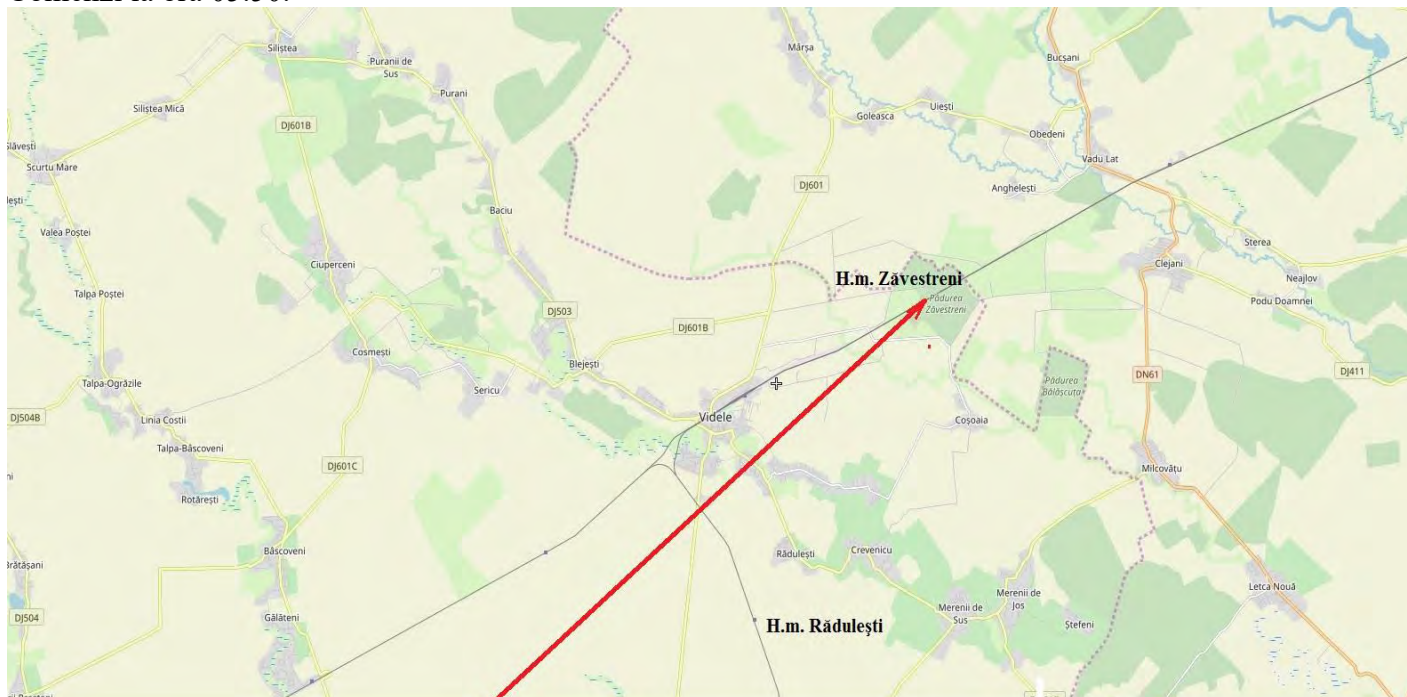 Siliștea
Puranii de
Sus
Purani
Mârșa
Bucșani
Siliștea Mică
Goleasca
Uiești
DJ601B
Obedeni
Scurtu Mare
Vadu Lat
DJ601
Anghelești
Baciu
Valea Poștei
Sterea
Ciuperceni
Clejani
H.m. Zăvestreni
Neajlov
Talpa Poștei
Pădurea
Zăvestreni
Podu Doamnei
DJ503
DJ601B
Cosmești
Blejești
DN61
DJ411
Talpa-Ogrăzile
Sericu
Pădurea
Bălășcuța
DJ504B
Linia Costii
Videle
Coșoaia
Talpa-Bâscoveni
DJ601C
Milcovățu
Rotărești
Bâscoveni
Rădulești
Crevenicu
Brătășani
Letca Nouă
Merenii de
Jos
DJ504
Gălăteni
Merenii de
Sus
H.m. Rădulești
Ștefeni